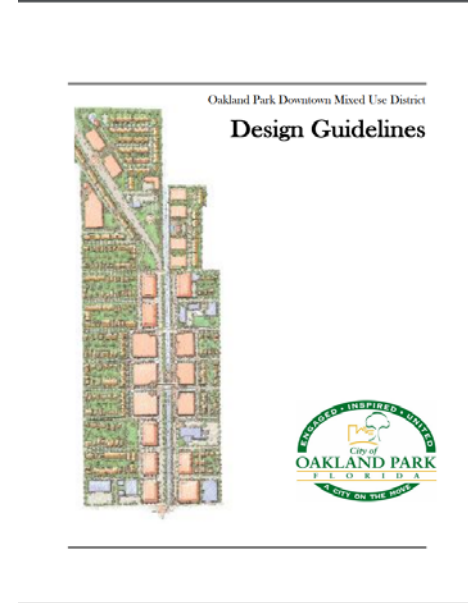 Oakland Park Downtown Mixed Use District
Design Guidelines
ENGAGED • INSPIRED • UNITED
City of
OAKLAND PARK
FLORIDA
A CITY ON THE MOVE